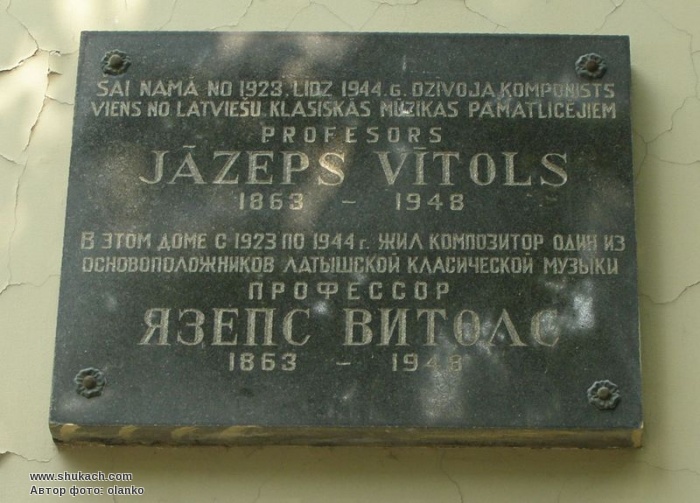 ŠAI NAMĀ NO 1923. LĪDZ 1944.G. DZĪVOJA KOMPONISTS
VIENS NO LATVIEŠU KLASISKĀS MŪZIKAS PAMATLICĒJIEM
PROFESORS
JĀZEPS VĪTOLS
1863 - 1948
В ЭТОМ ДОМЕ С 1923 ПО 1944 г. ЖИЛ КОМПОЗИТОР ОДИН ИЗ
ОСНОВОПОЛОЖНИКОВ ЛАТЫШСКОЙ КЛАСИЧЕСКОЙ МУЗЫКИ
ПРОФЕССОР
ЯЗЕПС ВИТОЛС
1863 - 1948
www.shukach.com
Автор фото: olanko